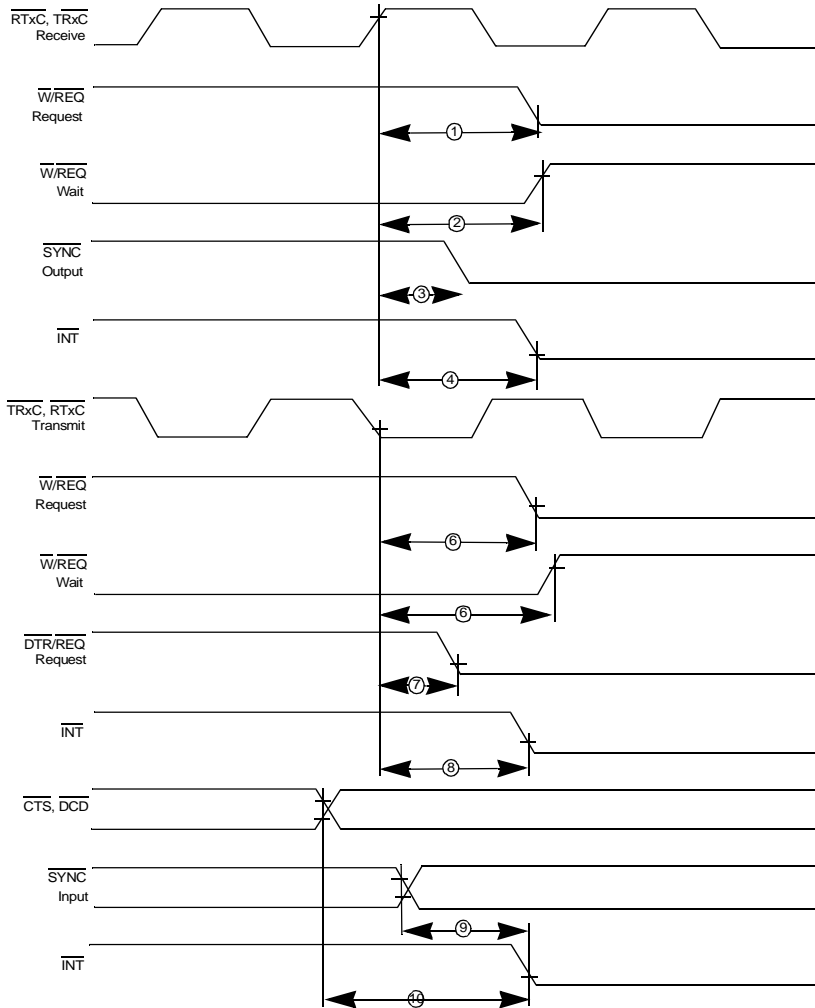 RTxC, TRxC
Receive
W/REQ
Request
1
W/REQ
Wait
2
SYNC
Output
3
INT
4
TRxC, RTxC
Transmit
W/REQ
Request
6
W/REQ
Wait
6
DTR/REQ
Request
7
INT
8
CTS, DCD
SYNC
Input
9
INT
10